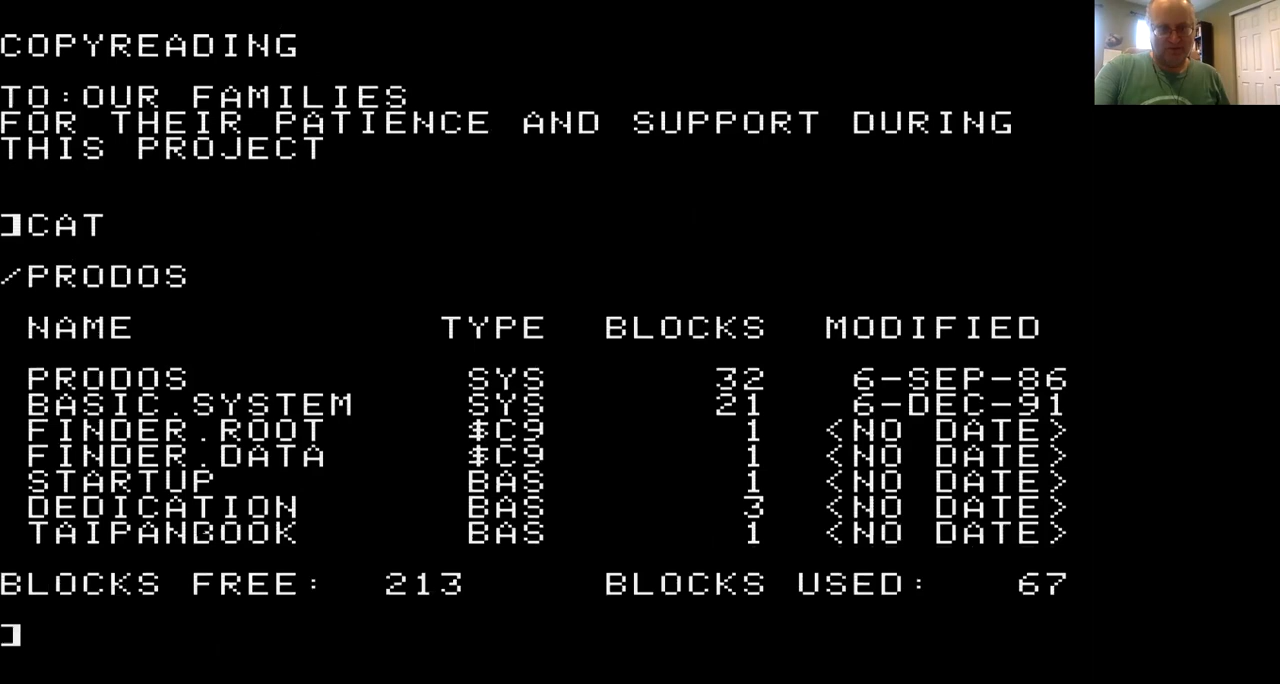 COPYREADING
TO:OUR FAMILIES
FOR THEIR PATIENCE AND SUPPORT DURING
THIS PROJECT
]CAT
/PRODOS
NAME TYPE BLOCKS MODIFIED
PRODOS SYS 32 6-SEP-86
BASIC.SYSTEM SYS 21 6-DEC-91
FINDER.ROOT $C9 1 <NO DATE>
FINDER.DATA $C9 1 <NO DATE>
STARTUP BAS 1 <NO DATE>
DEDICATION BAS 3 <NO DATE>
TAIPANBOOK BAS 1 <NO DATE>
BLOCKS FREE: 213 BLOCKS USED: 67
]